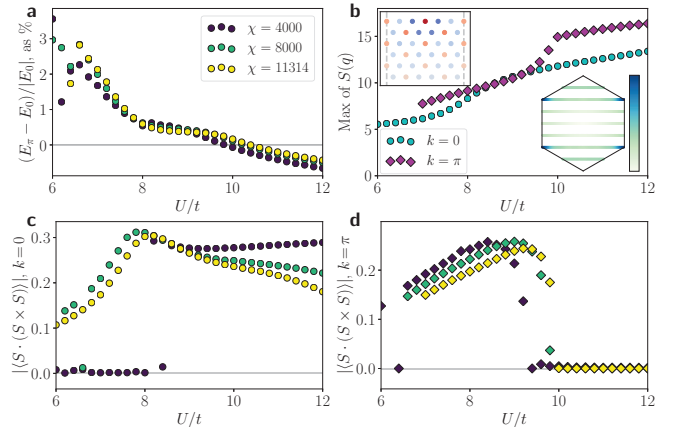 a
(E_π − E_0)/|E_0|, as %
3
2
1
0
χ = 4000
χ = 8000
χ = 11314
6
8
10
12
U/t
b
Max of S(q)
15
10
5
0
k = 0
k = π
6
8
10
12
U/t
c
|⟨S · (S × S)⟩|, k = 0
0.3
0.2
0.1
0.0
6
8
10
12
U/t
d
|⟨S · (S × S)⟩|, k = π
0.2
0.1
0.0
6
8
10
12
U/t